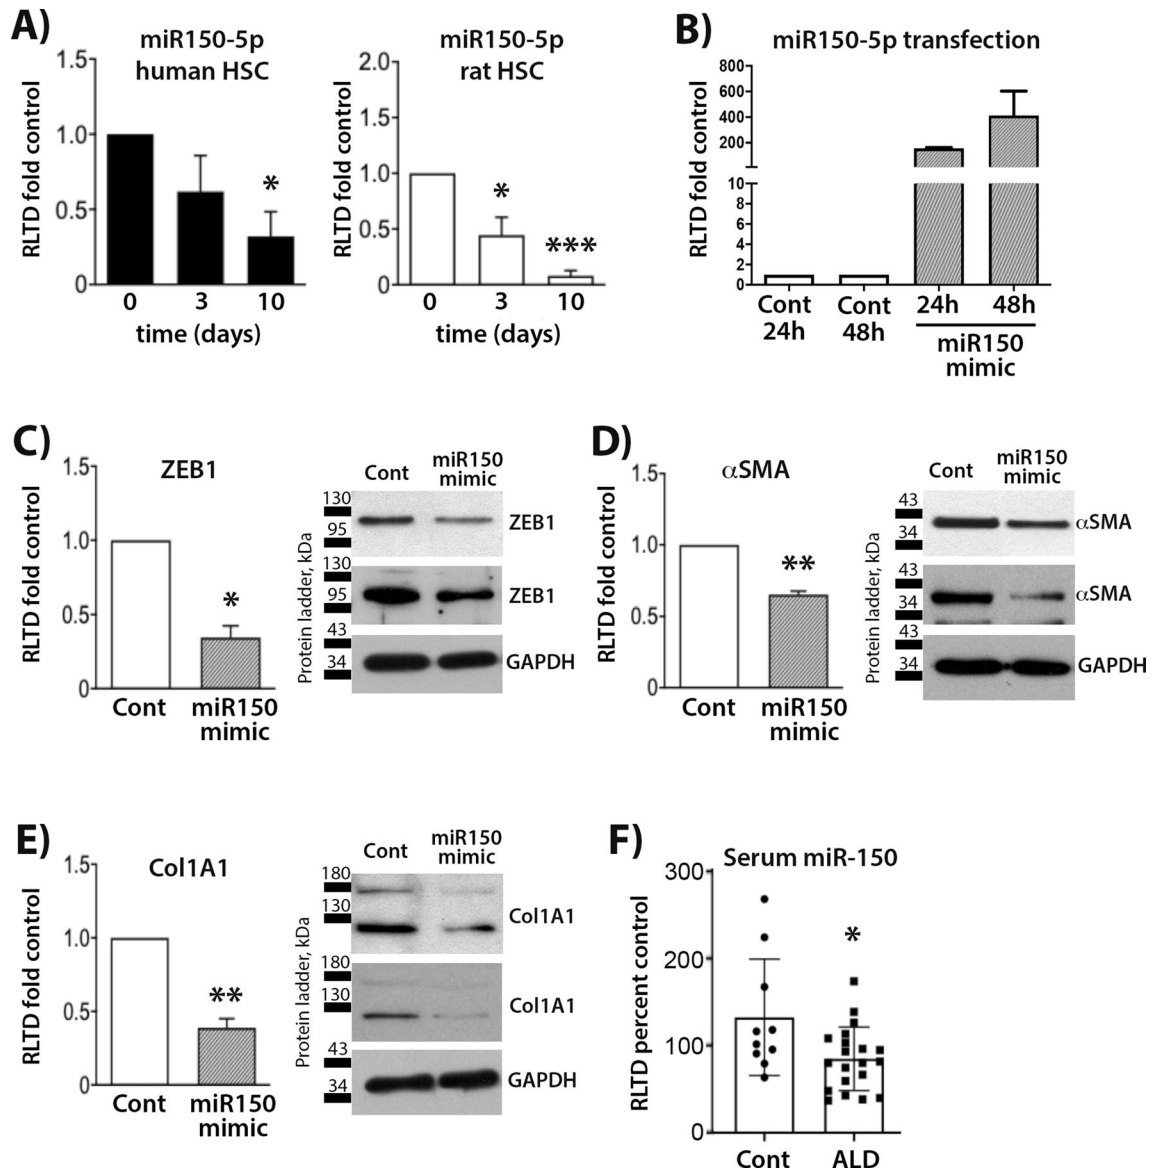 A)
miR150-5p
human HSC
RLTD fold control
1.5
1.0
0.5
0
*
0 3 10
time (days)
miR150-5p
rat HSC
RLTD fold control
2.0
1.5
1.0
0.5
0
*
***
0 3 10
time (days)
B)
miR150-5p transfection
RLTD fold control
800
600
400
200
10
8
6
4
2
0
Cont
24h
Cont
48h
24h 48h
miR150
mimic
C)
ZEB1
RLTD fold control
1.5
1.0
0.5
0
*
Cont
miR150
mimic
Cont
miR150
mimic
Protein ladder, kDa
130
95
ZEB1
130
95
ZEB1
43
34
GAPDH
D)
αSMA
RLTD fold control
1.5
1.0
0.5
0
**
Cont
miR150
mimic
Cont
miR150
mimic
Protein ladder, kDa
43
34
αSMA
43
34
αSMA
43
34
GAPDH
E)
Col1A1
RLTD fold control
1.5
1.0
0.5
0
**
Cont
miR150
mimic
Cont
miR150
mimic
Protein ladder, kDa
180
130
Col1A1
180
130
Col1A1
43
34
GAPDH
F)
Serum miR-150
RLTD percent control
300
200
100
0
*
Cont ALD